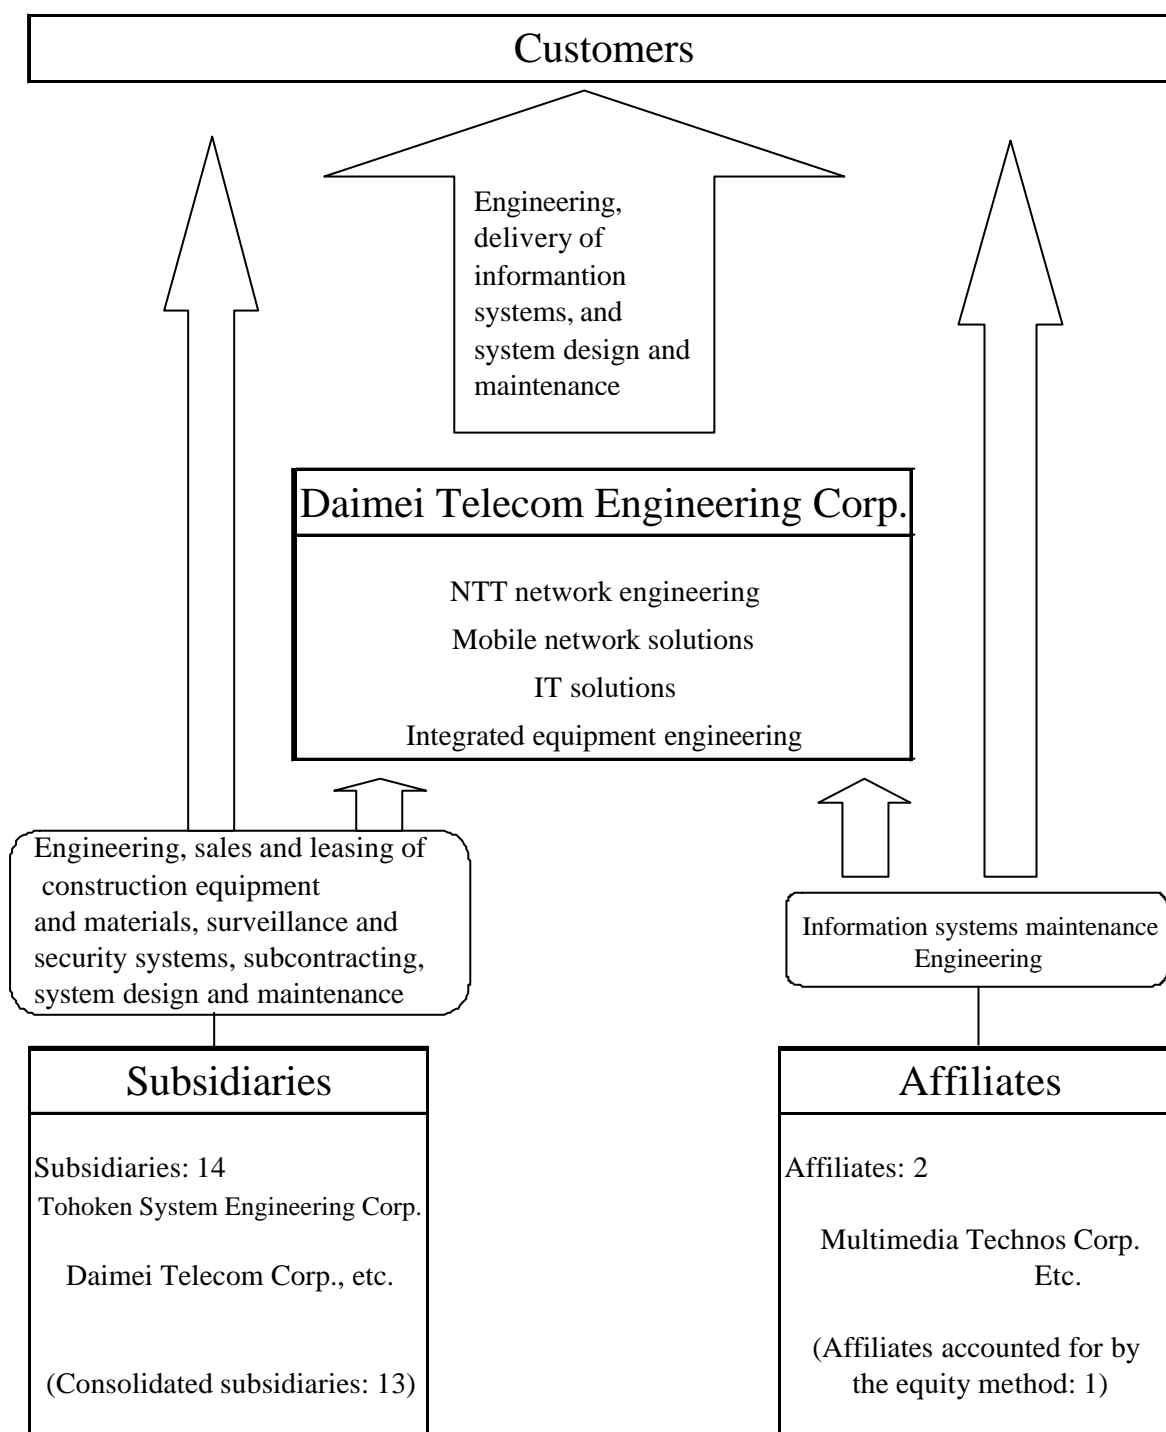 Customers
Engineering,
delivery of
informantion
systems, and
system design and
maintenance
Daimei Telecom Engineering Corp.
NTT network engineering
Mobile network solutions
IT solutions
Integrated equipment engineering
Engineering, sales and leasing of
construction equipment
and materials, surveillance and
security systems, subcontracting,
system design and maintenance
Information systems maintenance
Engineering
Subsidiaries
Subsidiaries: 14
Tohoken System Engineering Corp.
Daimei Telecom Corp., etc.
(Consolidated subsidiaries: 13)
Affiliates
Affiliates: 2
Multimedia Technos Corp.
Etc.
(Affiliates accounted for by
the equity method: 1)